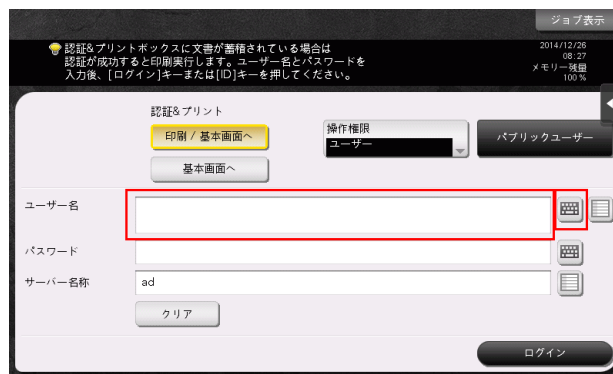 ジョブ表示
認証&プリントボックスに文書が蓄積されている場合は
認証が成功すると印刷実行します。ユーザー名とパスワードを
入力後、[ログイン]キーまたは[ID]キーを押してください。
2014/12/26
08:27
メモリー残量
100 %
認証&プリント
印刷 / 基本画面へ
基本画面へ
操作権限
ユーザー
パブリックユーザー
ユーザー名
パスワード
サーバー名称
ad
クリア
ログイン